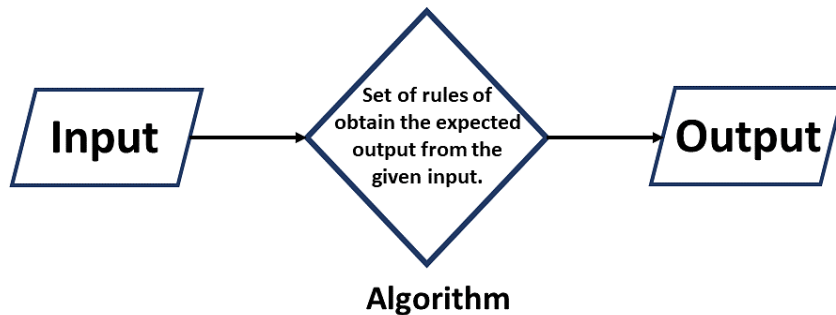 Input
Set of rules of
obtain the expected
output from the
given input.
Output
Algorithm